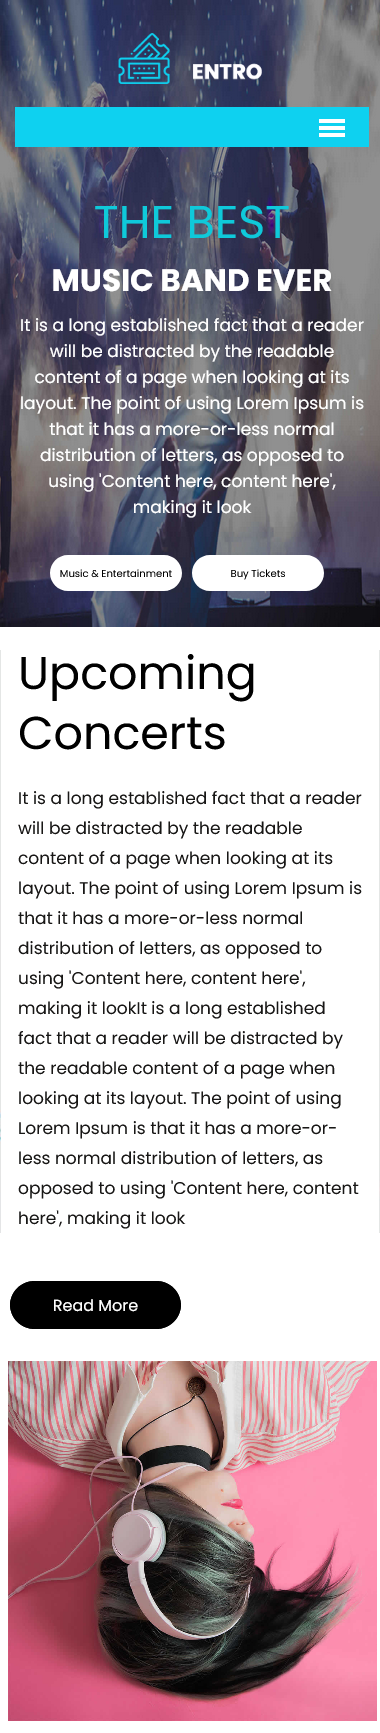 ENTRO
THE BEST
MUSIC BAND EVER
It is a long established fact that a reader
will be distracted by the readable
content of a page when looking at its
layout. The point of using Lorem Ipsum is
that it has a more-or-less normal
distribution of letters, as opposed to
using 'Content here, content here',
making it look
Music & Entertainment
Buy Tickets
Upcoming
Concerts
It is a long established fact that a reader
will be distracted by the readable
content of a page when looking at its
layout. The point of using Lorem Ipsum is
that it has a more-or-less normal
distribution of letters, as opposed to
using 'Content here, content here',
making it lookIt is a long established
fact that a reader will be distracted by
the readable content of a page when
looking at its layout. The point of using
Lorem Ipsum is that it has a more-or-
less normal distribution of letters, as
opposed to using 'Content here, content
here', making it look
Read More